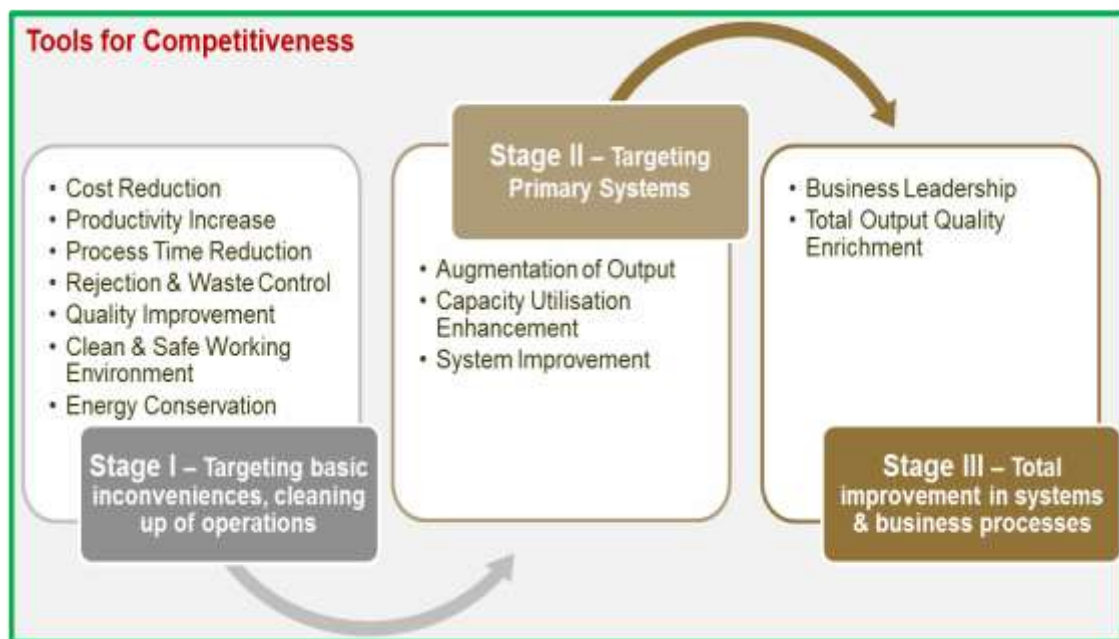 Tools for Competitiveness
• Cost Reduction
• Productivity Increase
• Process Time Reduction
• Rejection & Waste Control
• Quality Improvement
• Clean & Safe Working
Environment
• Energy Conservation
Stage I – Targeting basic
inconveniences, cleaning
up of operations
Stage II – Targeting
Primary Systems
• Augmentation of Output
• Capacity Utilisation
Enhancement
• System Improvement
• Business Leadership
• Total Output Quality
Enrichment
Stage III – Total
improvement in systems
& business processes